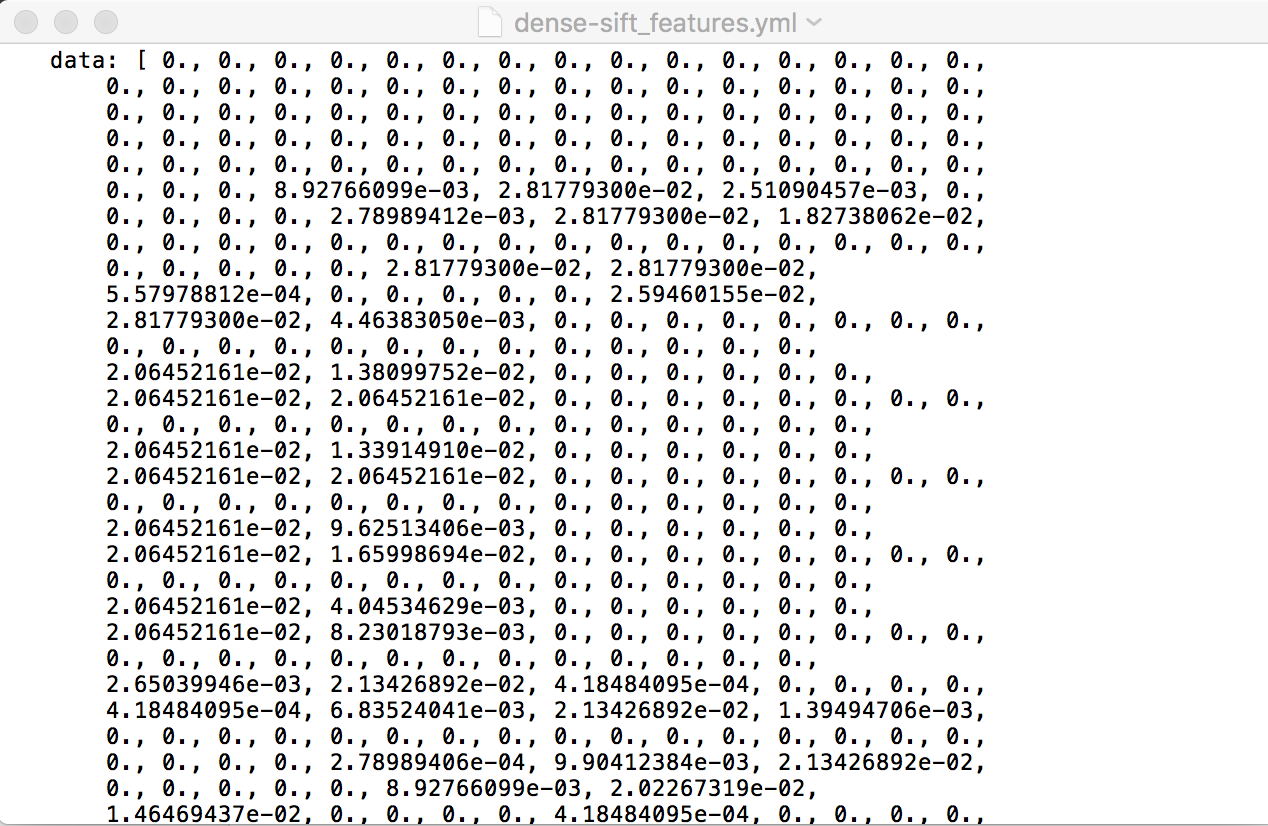 dense-sift_features.yml
data: [ 0., 0., 0., 0., 0., 0., 0., 0., 0., 0., 0., 0., 0., 0., 0.,
0., 0., 0., 0., 0., 0., 0., 0., 0., 0., 0., 0., 0., 0., 0., 0.,
0., 0., 0., 0., 0., 0., 0., 0., 0., 0., 0., 0., 0., 0., 0., 0.,
0., 0., 0., 0., 0., 0., 0., 0., 0., 0., 0., 0., 0., 0., 0., 0.,
0., 0., 0., 0., 0., 0., 0., 0., 0., 0., 0., 0., 0., 0., 0., 0.,
0., 0., 0., 8.92766099e-03, 2.81779300e-02, 2.51090457e-03, 0.,
0., 0., 0., 0., 2.78989412e-03, 2.81779300e-02, 1.82738062e-02,
0., 0., 0., 0., 0., 0., 0., 0., 0., 0., 0., 0., 0., 0., 0., 0.,
0., 0., 0., 0., 0., 2.81779300e-02, 2.81779300e-02,
5.57978812e-04, 0., 0., 0., 0., 0., 2.59460155e-02,
2.81779300e-02, 4.46383050e-03, 0., 0., 0., 0., 0., 0., 0., 0.,
0., 0., 0., 0., 0., 0., 0., 0., 0., 0., 0., 0., 0.,
2.06452161e-02, 1.38099752e-02, 0., 0., 0., 0., 0., 0.,
2.06452161e-02, 2.06452161e-02, 0., 0., 0., 0., 0., 0., 0., 0.,
0., 0., 0., 0., 0., 0., 0., 0., 0., 0., 0., 0., 0., 0.,
2.06452161e-02, 1.33914910e-02, 0., 0., 0., 0., 0., 0.,
2.06452161e-02, 2.06452161e-02, 0., 0., 0., 0., 0., 0., 0., 0.,
0., 0., 0., 0., 0., 0., 0., 0., 0., 0., 0., 0., 0., 0.,
2.06452161e-02, 9.62513406e-03, 0., 0., 0., 0., 0., 0.,
2.06452161e-02, 1.65998694e-02, 0., 0., 0., 0., 0., 0., 0., 0.,
0., 0., 0., 0., 0., 0., 0., 0., 0., 0., 0., 0., 0., 0.,
2.06452161e-02, 4.04534629e-03, 0., 0., 0., 0., 0., 0.,
2.06452161e-02, 8.23018793e-03, 0., 0., 0., 0., 0., 0., 0., 0.,
0., 0., 0., 0., 0., 0., 0., 0., 0., 0., 0., 0., 0.,
2.65039946e-03, 2.13426892e-02, 4.18484095e-04, 0., 0., 0., 0.,
4.18484095e-04, 6.83524041e-03, 2.13426892e-02, 1.39494706e-03,
0., 0., 0., 0., 0., 0., 0., 0., 0., 0., 0., 0., 0., 0., 0., 0.,
0., 0., 0., 0., 2.78989406e-04, 9.90412384e-03, 2.13426892e-02,
0., 0., 0., 0., 0., 8.92766099e-03, 2.02267319e-02,
1.46469437e-02, 0., 0., 0., 0., 4.18484095e-04, 0., 0., 0., 0.,